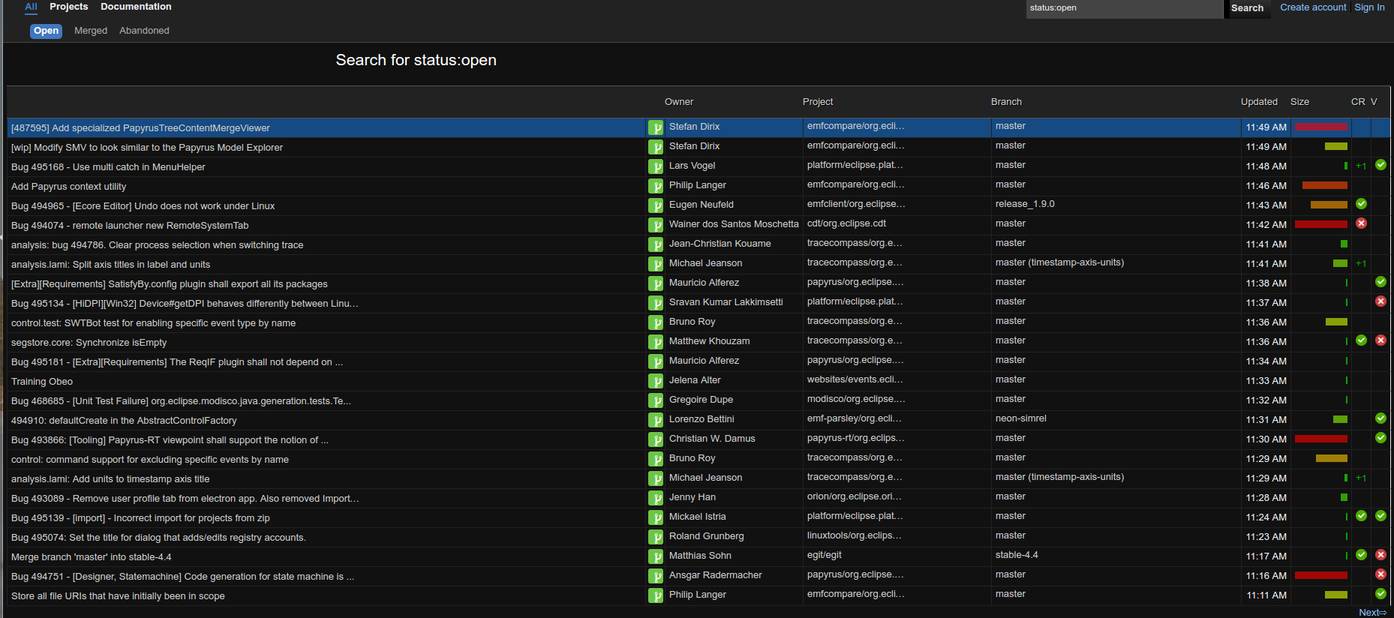 All Projects Documentation status:open Search Create account Sign In
Open Merged Abandoned
Search for status:open
Owner Project Branch Updated Size CR V
[487595] Add specialized PapyrusTreeContentMergeViewer Stefan Dirix emfcompare/org.ecli... master 11:49 AM
[wip] Modify SMV to look similar to the Papyrus Model Explorer Stefan Dirix emfcompare/org.ecli... master 11:49 AM
Bug 495168 - Use multi catch in MenuHelper Lars Vogel platform/eclipse.plat... master 11:48 AM +1
Add Papyrus context utility Philip Langer emfcompare/org.ecli... master 11:46 AM
Bug 494965 - [Ecore Editor] Undo does not work under Linux Eugen Neufeld emfclient/org.eclipse... release_1.9.0 11:43 AM
Bug 494074 - remote launcher new RemoteSystemTab Wainer dos Santos Moschetta cdt/org.eclipse.cdt master 11:42 AM
analysis: bug 494786. Clear process selection when switching trace Jean-Christian Kouame tracecompass/org.e... master 11:41 AM
analysis.lami: Split axis titles in label and units Michael Jeanson tracecompass/org.e... master (timestamp-axis-units) 11:41 AM +1
[Extra][Requirements] SatisfyBy.config plugin shall export all its packages Mauricio Alferez papyrus/org.eclipse.... master 11:38 AM
Bug 495134 - [HiDPI][Win32] Device#getDPI behaves differently between Linu... Sravan Kumar Lakkimsetti platform/eclipse.plat... master 11:37 AM
control.test: SWTBot test for enabling specific event type by name Bruno Roy tracecompass/org.e... master 11:36 AM
segstore.core: Synchronize isEmpty Matthew Khouzam tracecompass/org.e... master 11:36 AM
Bug 495181 - [Extra][Requirements] The ReqIF plugin shall not depend on ... Mauricio Alferez papyrus/org.eclipse.... master 11:34 AM
Training Obeo Jelena Alter websites/events.ecli... master 11:33 AM
Bug 468685 - [Unit Test Failure] org.eclipse.modisco.java.generation.tests.Te... Gregoire Dupe modisco/org.eclipse... master 11:32 AM
494910: defaultCreate in the AbstractControlFactory Lorenzo Bettini emf-parsley/org.ecli... neon-simrel 11:31 AM
Bug 493866: [Tooling] Papyrus-RT viewpoint shall support the notion of ... Christian W. Damus papyrus-rt/org.eclips... master 11:30 AM
control: command support for excluding specific events by name Bruno Roy tracecompass/org.e... master 11:29 AM
analysis.lami: Add units to timestamp axis title Michael Jeanson tracecompass/org.e... master (timestamp-axis-units) 11:29 AM +1
Bug 493089 - Remove user profile tab from electron app. Also removed Import... Jenny Han orion/org.eclipse.ori... master 11:28 AM
Bug 495139 - [import] - Incorrect import for projects from zip Mickael Istria platform/eclipse.plat... master 11:24 AM
Bug 495074: Set the title for dialog that adds/edits registry accounts. Roland Grunberg linuxtools/org.eclips... master 11:23 AM
Merge branch 'master' into stable-4.4 Matthias Sohn egit/egit stable-4.4 11:17 AM
Bug 494751 - [Designer, Statemachine] Code generation for state machine is ... Ansgar Radermacher papyrus/org.eclipse.... master 11:16 AM
Store all file URIs that have initially been in scope Philip Langer emfcompare/org.ecli... master 11:11 AM
Next⇨